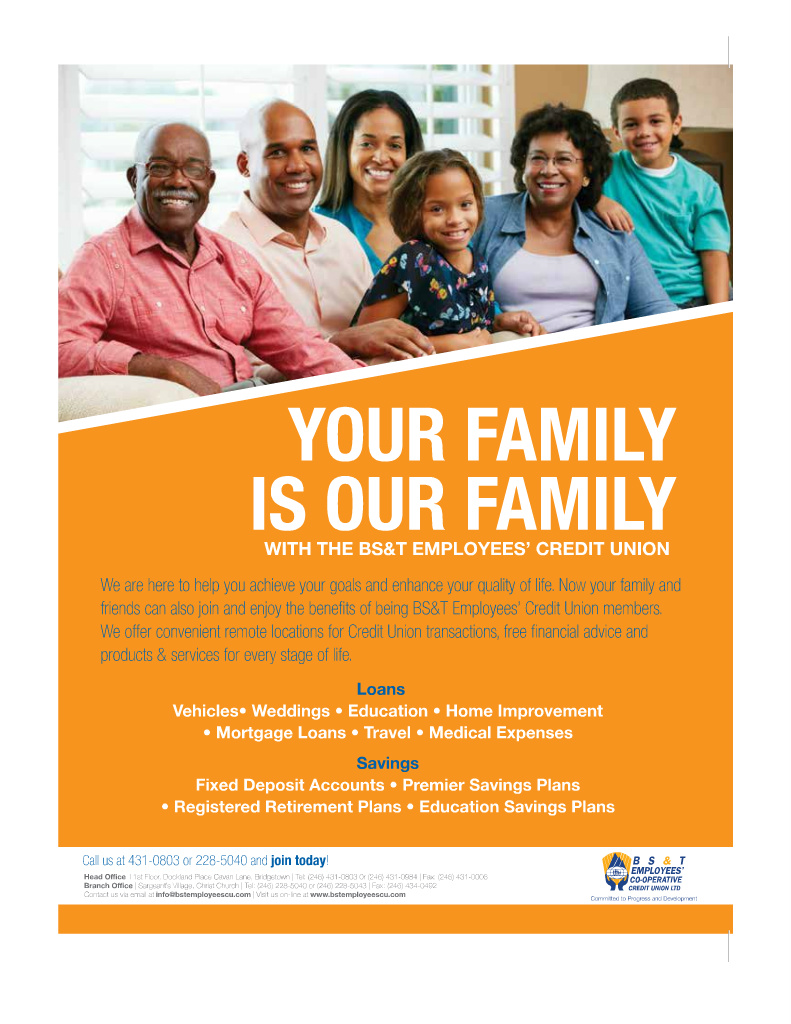 YOUR FAMILY
IS OUR FAMILY
WITH THE BS&T EMPLOYEES’ CREDIT UNION
We are here to help you achieve your goals and enhance your quality of life. Now your family and
friends can also join and enjoy the benefits of being BS&T Employees’ Credit Union members.
We offer convenient remote locations for Credit Union transactions, free financial advice and
products & services for every stage of life.
Loans
Vehicles• Weddings • Education • Home Improvement
• Mortgage Loans • Travel • Medical Expenses
Savings
Fixed Deposit Accounts • Premier Savings Plans
• Registered Retirement Plans • Education Savings Plans
Call us at 431-0803 or 228-5040 and join today!
Head Office | 1st Floor, Dockland Place Cavan Lane, Bridgetown | Tel: (246) 431-0803 Or (246) 431-0984 | Fax: (246) 431-0006
Branch Office | Sargeant's Village, Christ Church | Tel: (246) 228-5040 or (246) 228-5043 | Fax: (246) 434-0492
Contact us via email at info@bstemployeescu.com | Visit us on-line at www.bstemployeescu.com
B S & T
EMPLOYEES’
CO-OPERATIVE
CREDIT UNION LTD
Committed to Progress and Development